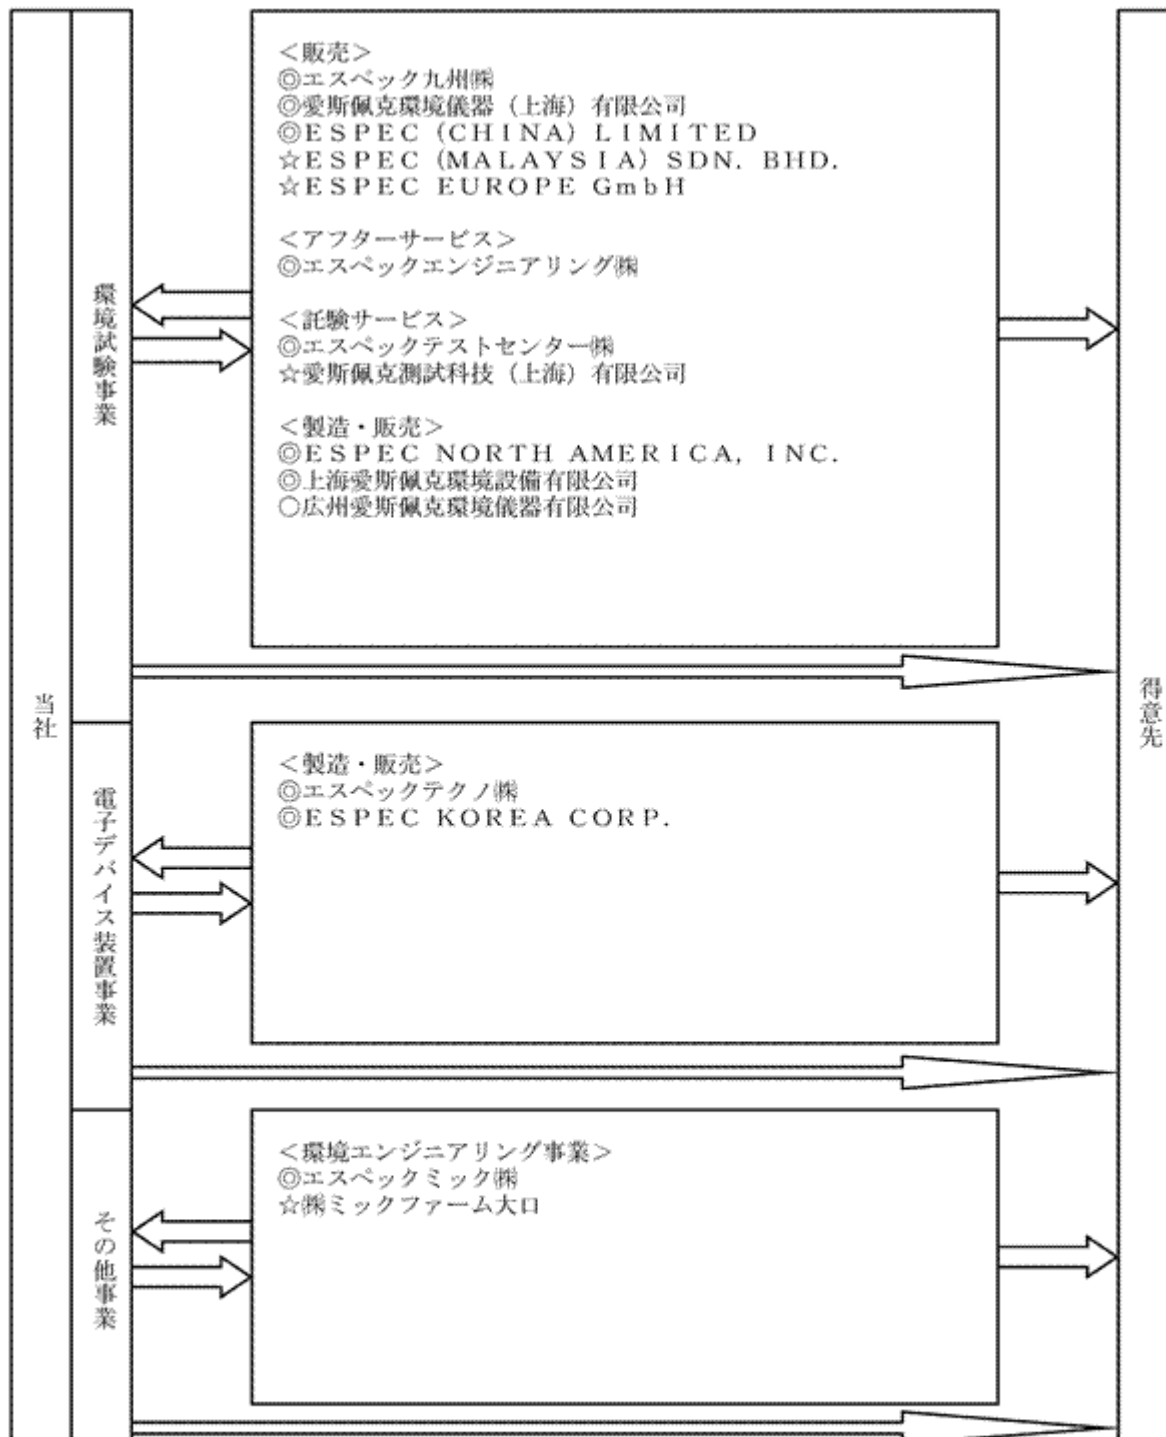 当社
環境試験事業
＜販売＞
◎エスペック九州㈱
◎愛斯佩克環境儀器（上海）有限公司
◎ＥＳＰＥＣ（ＣＨＩＮＡ）ＬＩＭＩＴＥＤ
☆ＥＳＰＥＣ（ＭＡＬＡＹＳＩＡ）ＳＤＮ．ＢＨＤ．
☆ＥＳＰＥＣ ＥＵＲＯＰＥ ＧｍｂＨ
＜アフターサービス＞
◎エスペックエンジニアリング㈱
＜託験サービス＞
◎エスペックテストセンター㈱
☆愛斯佩克測試科技（上海）有限公司
＜製造・販売＞
◎ＥＳＰＥＣ ＮＯＲＴＨ ＡＭＥＲＩＣＡ，ＩＮＣ．
◎上海愛斯佩克環境設備有限公司
○広州愛斯佩克環境儀器有限公司
電子デバイス装置事業
＜製造・販売＞
◎エスペックテクノ㈱
◎ＥＳＰＥＣ ＫＯＲＥＡ ＣＯＲＰ．
その他事業
＜環境エンジニアリング事業＞
◎エスペックミック㈱
☆㈱ミックファーム大口
得意先